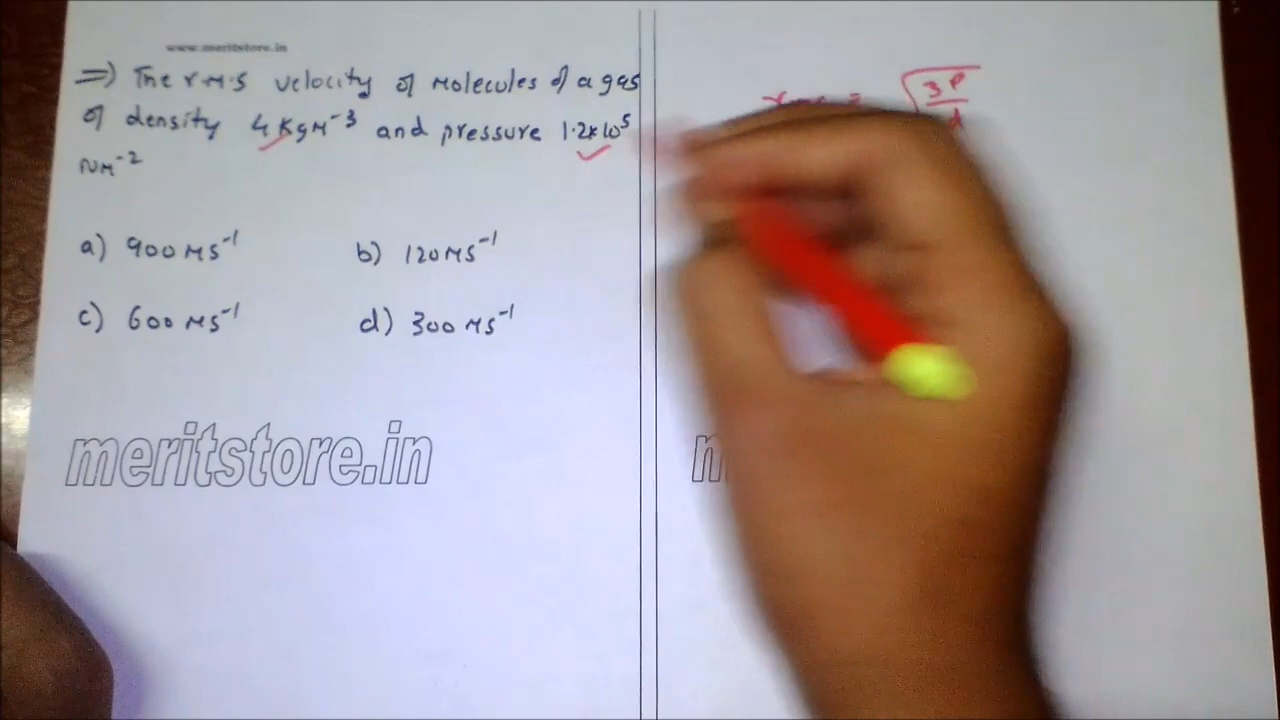 www.meritstore.in
⇒) The r.m.s velocity of molecules of a gas
of density 4 Kgm⁻³ and pressure 1.2×10⁵
Nm⁻²
a) 900 ms⁻¹ b) 120 ms⁻¹
c) 600 ms⁻¹ d) 300 ms⁻¹
meritstore.in
= √3P/d